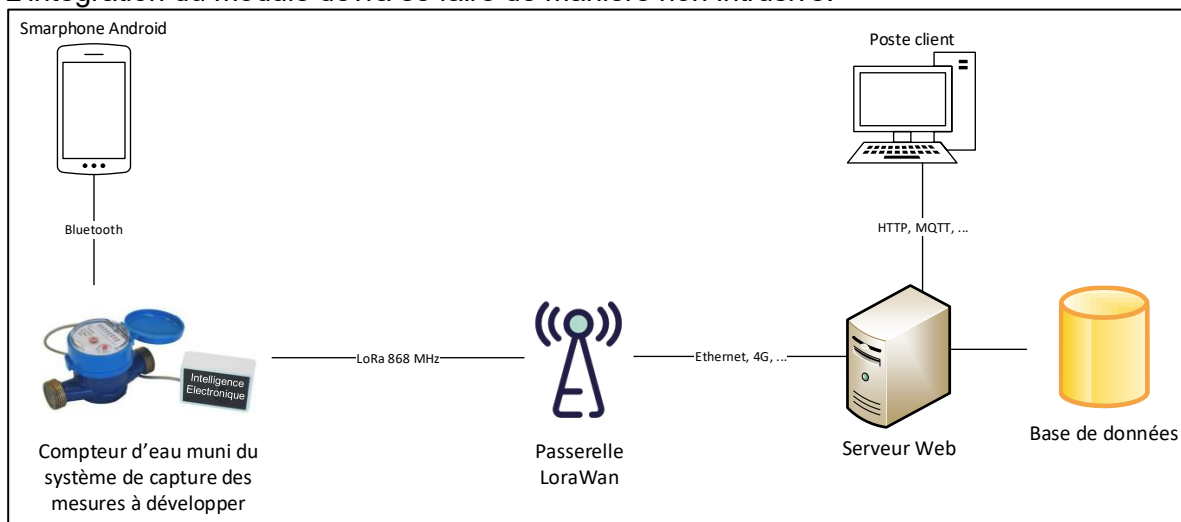 L'intégration du module devra se faire de manière non intrusive.
Smarphone Android
Poste client
Bluetooth
HTTP, MQTT, ...
Intelligence
Electronique
LoRa 868 MHz
Ethernet, 4G, ...
Compteur d'eau muni du
système de capture des
mesures à développer
Passerelle
LoraWan
Serveur Web
Base de données